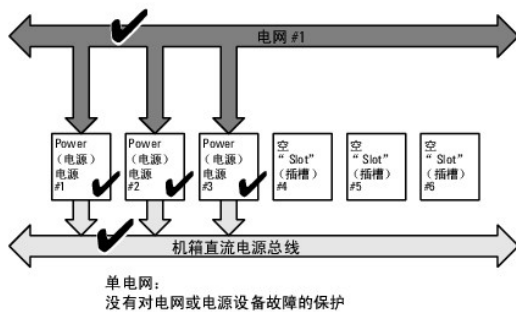 电网 #1
Power
(电源)
电源
#1
Power
(电源)
电源
#2
Power
(电源)
电源
#3
空
“Slot”
(插槽)
#4
空
“Slot”
(插槽)
#5
空
“Slot”
(插槽)
#6
机箱直流电源总线
单电网:
没有对电网或电源设备故障的保护